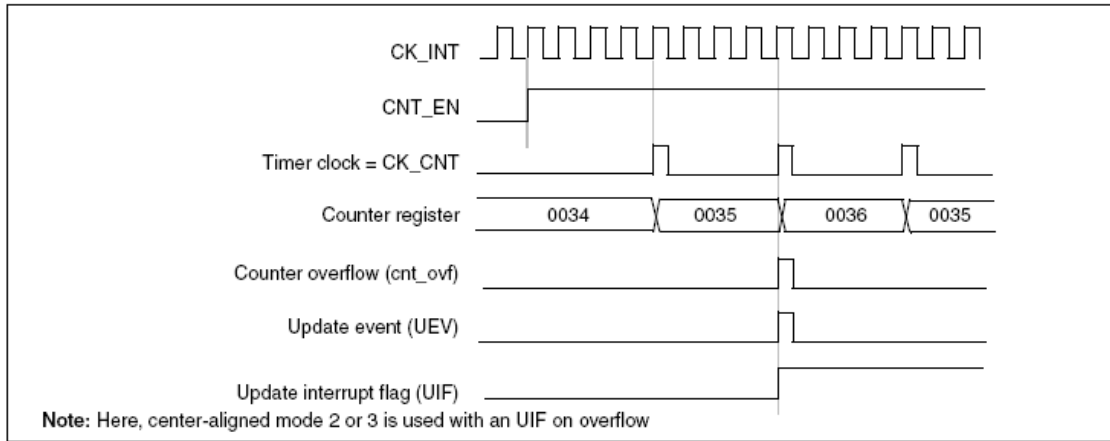 CK_INT
CNT_EN
Timer clock = CK_CNT
Counter register
0034 0035 0036 0035
Counter overflow (cnt_ovf)
Update event (UEV)
Update interrupt flag (UIF)
Note: Here, center-aligned mode 2 or 3 is used with an UIF on overflow